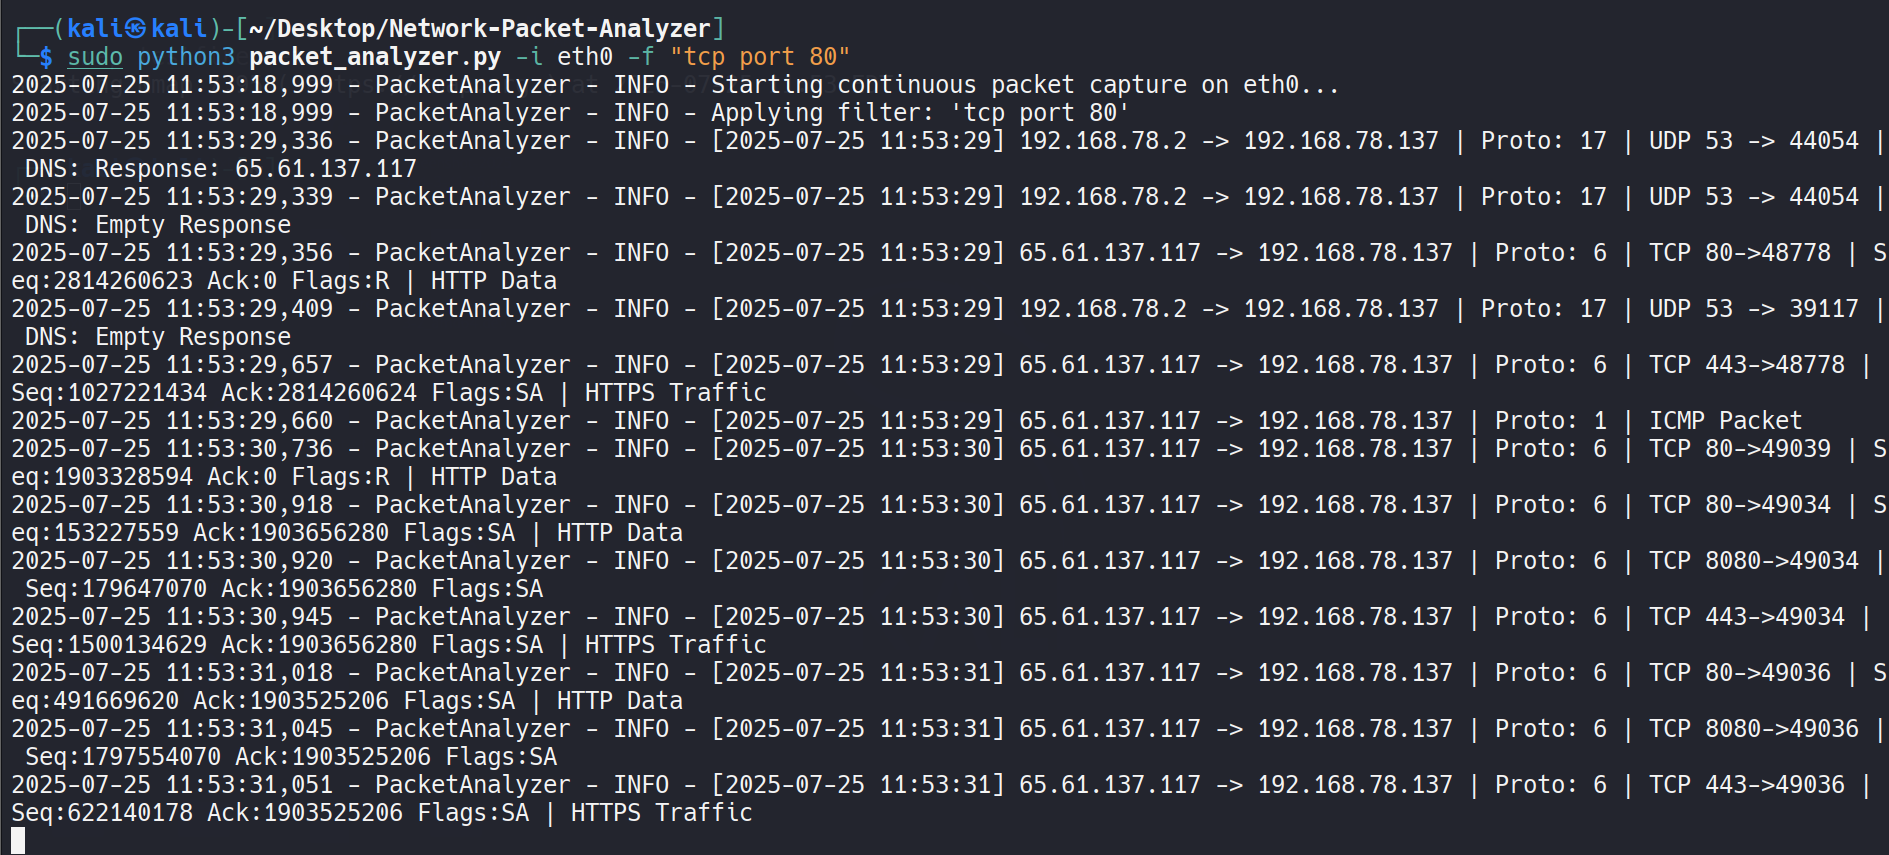 ┌──(kali㉿kali)-[~/Desktop/Network-Packet-Analyzer]
└─$ sudo python3 packet_analyzer.py -i eth0 -f "tcp port 80"
2025-07-25 11:53:18,999 - PacketAnalyzer - INFO - Starting continuous packet capture on eth0...
2025-07-25 11:53:18,999 - PacketAnalyzer - INFO - Applying filter: 'tcp port 80'
2025-07-25 11:53:29,336 - PacketAnalyzer - INFO - [2025-07-25 11:53:29] 192.168.78.2 -> 192.168.78.137 | Proto: 17 | UDP 53 -> 44054 |
 DNS: Response: 65.61.137.117
2025-07-25 11:53:29,339 - PacketAnalyzer - INFO - [2025-07-25 11:53:29] 192.168.78.2 -> 192.168.78.137 | Proto: 17 | UDP 53 -> 44054 |
 DNS: Empty Response
2025-07-25 11:53:29,356 - PacketAnalyzer - INFO - [2025-07-25 11:53:29] 65.61.137.117 -> 192.168.78.137 | Proto: 6 | TCP 80->48778 | S
eq:2814260623 Ack:0 Flags:R | HTTP Data
2025-07-25 11:53:29,409 - PacketAnalyzer - INFO - [2025-07-25 11:53:29] 192.168.78.2 -> 192.168.78.137 | Proto: 17 | UDP 53 -> 39117 |
 DNS: Empty Response
2025-07-25 11:53:29,657 - PacketAnalyzer - INFO - [2025-07-25 11:53:29] 65.61.137.117 -> 192.168.78.137 | Proto: 6 | TCP 443->48778 |
Seq:1027221434 Ack:2814260624 Flags:SA | HTTPS Traffic
2025-07-25 11:53:29,660 - PacketAnalyzer - INFO - [2025-07-25 11:53:29] 65.61.137.117 -> 192.168.78.137 | Proto: 1 | ICMP Packet
2025-07-25 11:53:30,736 - PacketAnalyzer - INFO - [2025-07-25 11:53:30] 65.61.137.117 -> 192.168.78.137 | Proto: 6 | TCP 80->49039 | S
eq:1903328594 Ack:0 Flags:R | HTTP Data
2025-07-25 11:53:30,918 - PacketAnalyzer - INFO - [2025-07-25 11:53:30] 65.61.137.117 -> 192.168.78.137 | Proto: 6 | TCP 80->49034 | S
eq:153227559 Ack:1903656280 Flags:SA | HTTP Data
2025-07-25 11:53:30,920 - PacketAnalyzer - INFO - [2025-07-25 11:53:30] 65.61.137.117 -> 192.168.78.137 | Proto: 6 | TCP 8080->49034 |
 Seq:179647070 Ack:1903656280 Flags:SA
2025-07-25 11:53:30,945 - PacketAnalyzer - INFO - [2025-07-25 11:53:30] 65.61.137.117 -> 192.168.78.137 | Proto: 6 | TCP 443->49034 |
Seq:1500134629 Ack:1903656280 Flags:SA | HTTPS Traffic
2025-07-25 11:53:31,018 - PacketAnalyzer - INFO - [2025-07-25 11:53:31] 65.61.137.117 -> 192.168.78.137 | Proto: 6 | TCP 80->49036 | S
eq:491669620 Ack:1903525206 Flags:SA | HTTP Data
2025-07-25 11:53:31,045 - PacketAnalyzer - INFO - [2025-07-25 11:53:31] 65.61.137.117 -> 192.168.78.137 | Proto: 6 | TCP 8080->49036 |
 Seq:1797554070 Ack:1903525206 Flags:SA
2025-07-25 11:53:31,051 - PacketAnalyzer - INFO - [2025-07-25 11:53:31] 65.61.137.117 -> 192.168.78.137 | Proto: 6 | TCP 443->49036 |
Seq:622140178 Ack:1903525206 Flags:SA | HTTPS Traffic